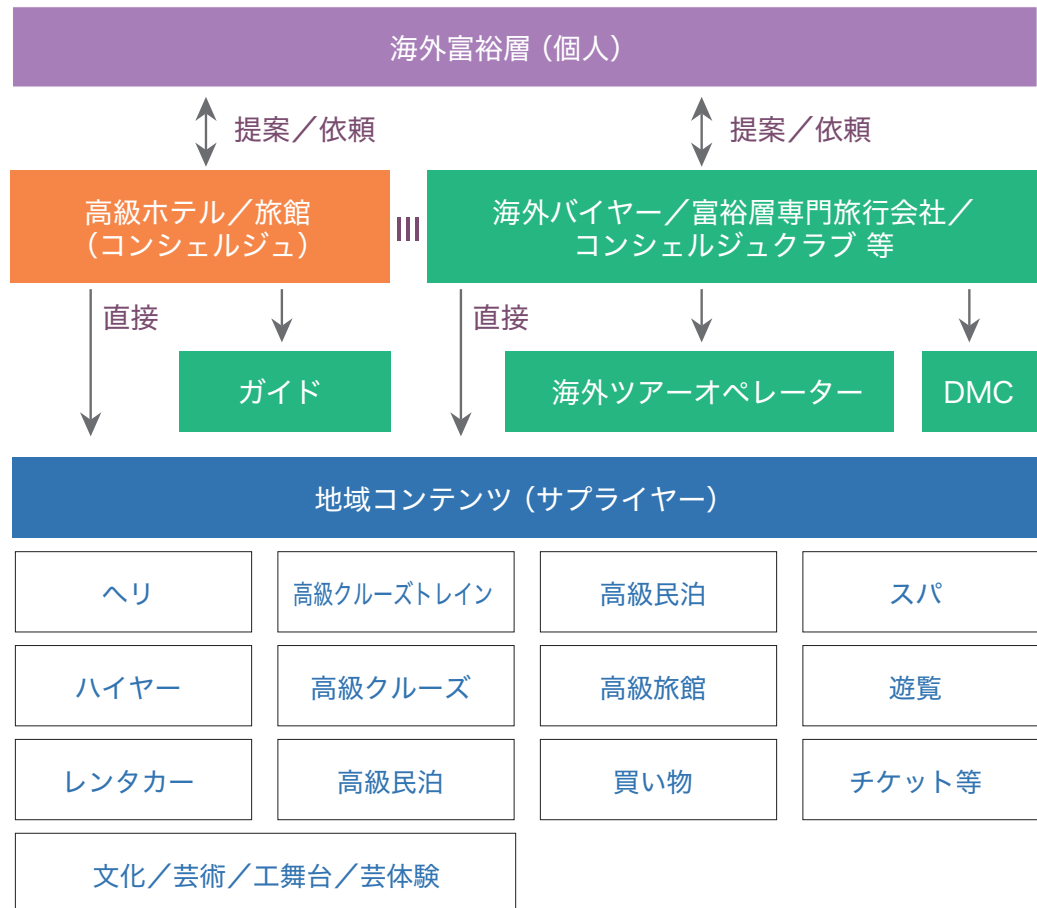 海外富裕層（個人）
提案／依頼
提案／依頼
高級ホテル／旅館
（コンシェルジュ）
海外バイヤー／富裕層専門旅行会社／
コンシェルジュクラブ 等
直接
直接
ガイド
海外ツアーオペレーター
DMC
地域コンテンツ（サプライヤー）
ヘリ
高級クルーズトレイン
高級民泊
スパ
ハイヤー
高級クルーズ
高級旅館
遊覧
レンタカー
高級民泊
買い物
チケット等
文化／芸術／工舞台／芸体験